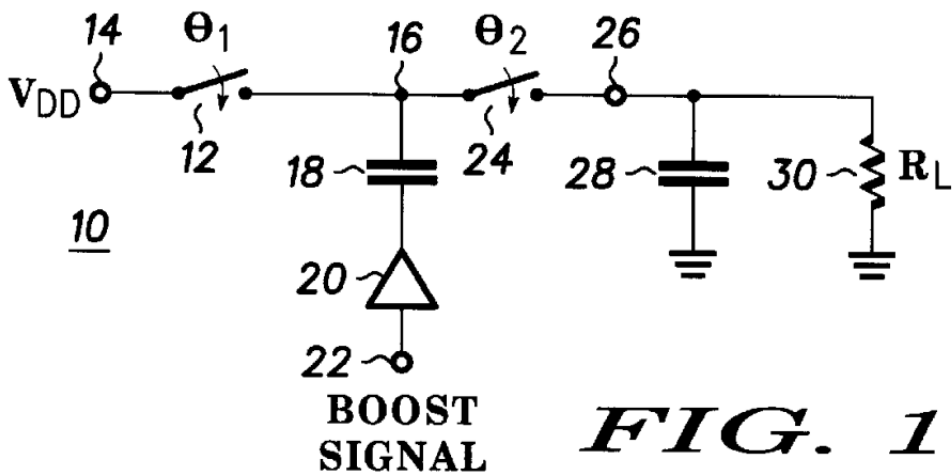 14 Θ1 16 Θ2 26
VDD
12 24
18 28 30 RL
10
20
22
BOOST
SIGNAL
FIG. 1